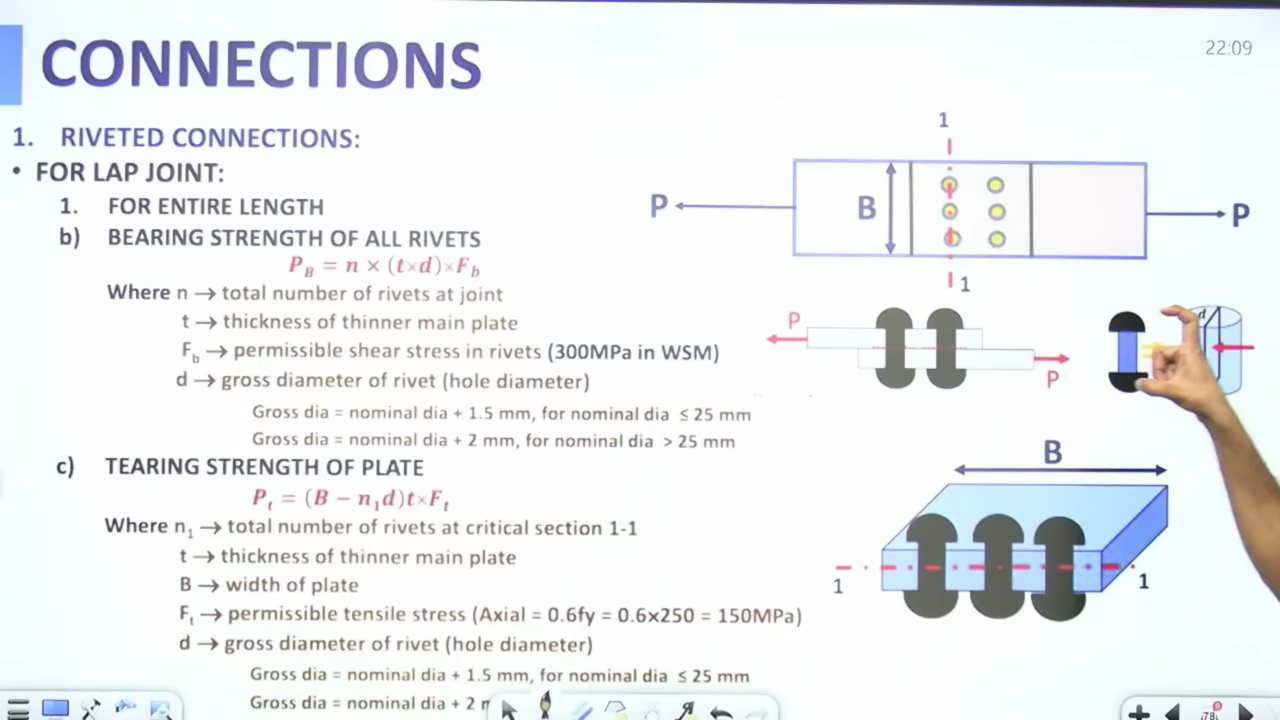 22:09
CONNECTIONS
1. RIVETED CONNECTIONS:
• FOR LAP JOINT:
1. FOR ENTIRE LENGTH
b) BEARING STRENGTH OF ALL RIVETS
P_B = n × (t×d)×F_b
Where n → total number of rivets at joint
t → thickness of thinner main plate
F_b → permissible shear stress in rivets (300MPa in WSM)
d → gross diameter of rivet (hole diameter)
Gross dia = nominal dia + 1.5 mm, for nominal dia ≤ 25 mm
Gross dia = nominal dia + 2 mm, for nominal dia > 25 mm
c) TEARING STRENGTH OF PLATE
P_t = (B − n_1d)t×F_t
Where n_1 → total number of rivets at critical section 1-1
t → thickness of thinner main plate
B → width of plate
F_t → permissible tensile stress (Axial = 0.6fy = 0.6x250 = 150MPa)
d → gross diameter of rivet (hole diameter)
Gross dia = nominal dia + 1.5 mm, for nominal dia ≤ 25 mm
Gross dia = nominal dia + 2
1
P B P
1
P
P
d
B
1 1